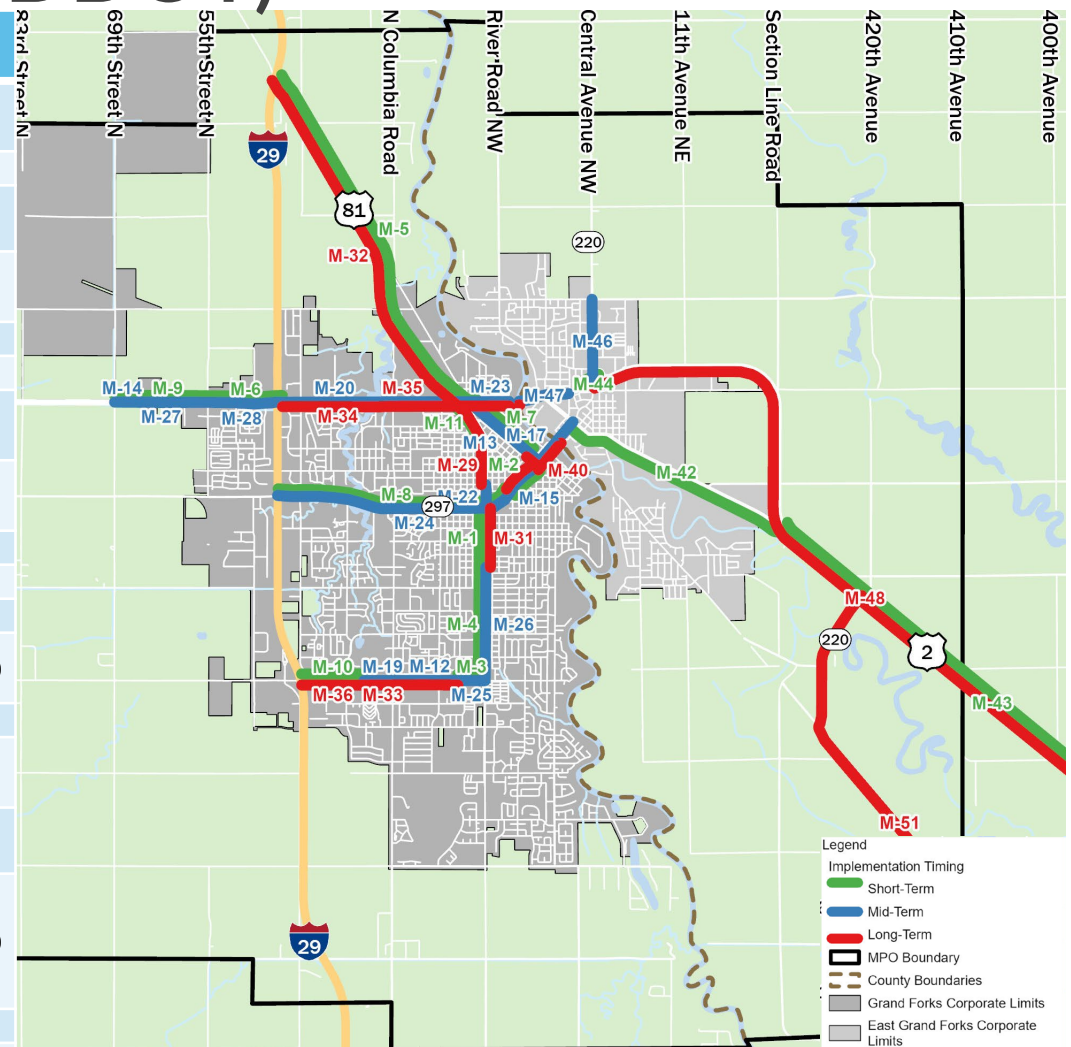 83rd Street N
69th Street N
55th Street N
N Columbia Road
River Road NW
Central Avenue NW
11th Avenue NE
Section Line Road
420th Avenue
410th Avenue
400th Avenue
29
81
M-5
M-32
220
M-46
M-14
M-9
M-6
M-20
M-35
M-23
M-47
M-44
M-27
M-28
M-34
M-11
M-7
M-17
M13
M-29
M-2
M-40
M-42
M-8
297
M-22
M-15
M-24
M-1
M-31
M-48
M-4
M-26
220
2
M-10
M-19
M-12
M-3
M-36
M-33
M-25
M-43
M-51
29
Legend
Implementation Timing
Short-Term
Mid-Term
Long-Term
MPO Boundary
County Boundaries
Grand Forks Corporate Limits
East Grand Forks Corporate
Limits